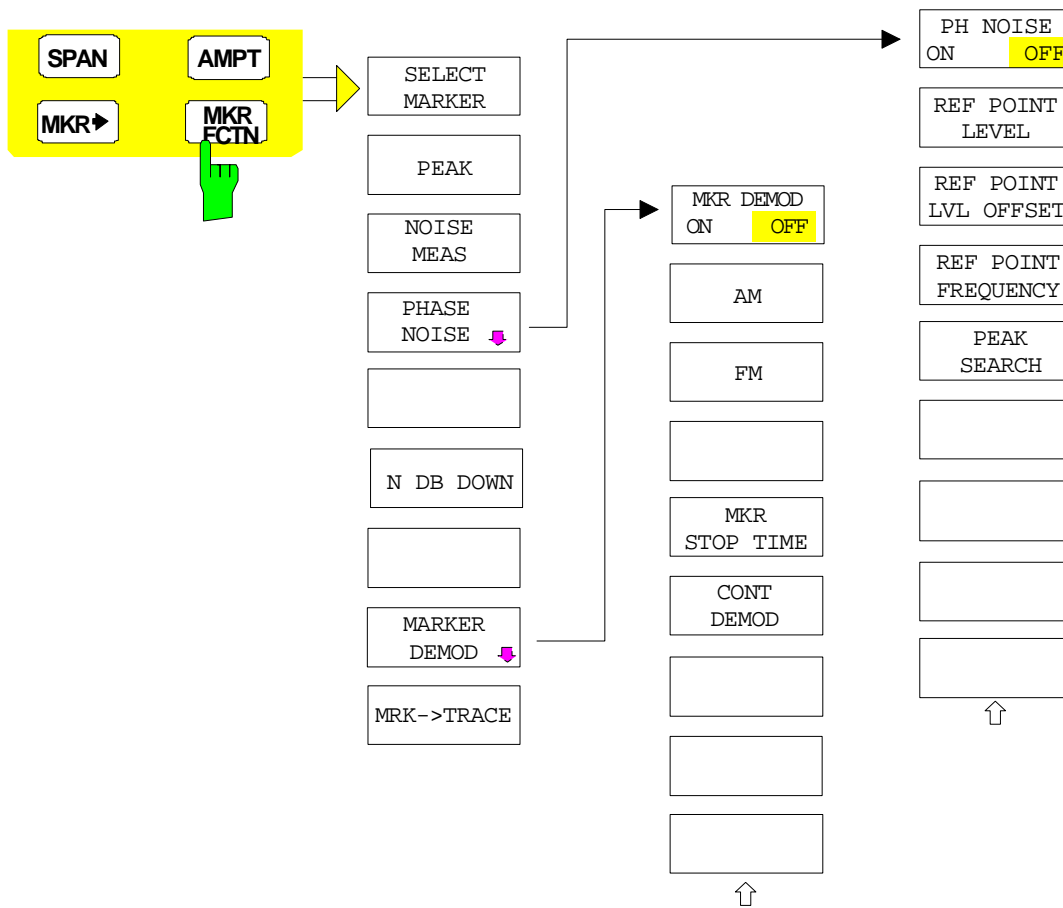 SPAN
AMPT
MKR
MKR
FCTN
SELECT
MARKER
PEAK
NOISE
MEAS
PHASE
NOISE
N DB DOWN
MARKER
DEMOD
MRK->TRACE
MKR DEMOD
ON OFF
AM
FM
MKR
STOP TIME
CONT
DEMOD
PH NOISE
ON OFF
REF POINT
LEVEL
REF POINT
LVL OFFSET
REF POINT
FREQUENCY
PEAK
SEARCH